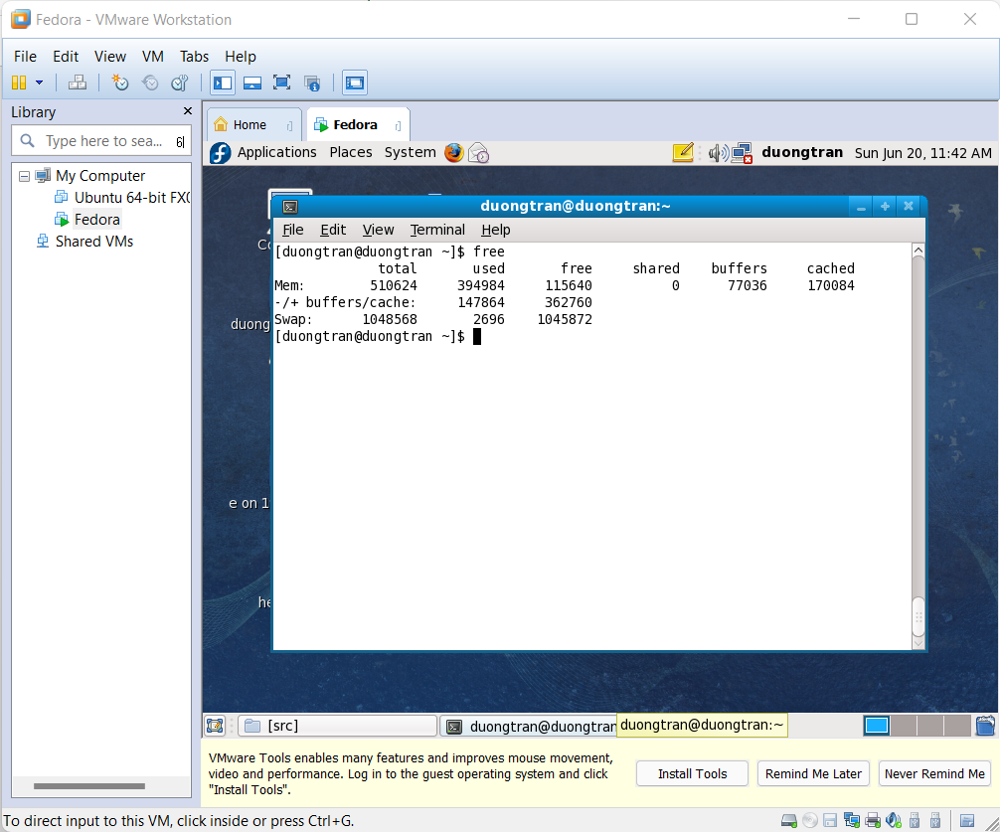 Fedora - VMware Workstation
File Edit View VM Tabs Help
Library
Type here to sea...
My Computer
Ubuntu 64-bit FX
Fedora
Shared VMs
Home
Fedora
Applications Places System
duongtran Sun Jun 20, 11:42 AM
duongtran@duongtran:~
File Edit View Terminal Help
[duongtran@duongtran ~]$ free
total used free shared buffers cached
Mem: 510624 394984 115640 0 77036 170084
-/+ buffers/cache: 147864 362760
Swap: 1048568 2696 1045872
[duongtran@duongtran ~]$
duong
e on 1
he
[src]
duongtran@duongtran
duongtran@duongtran:~
VMware Tools enables many features and improves mouse movement,
video and performance. Log in to the guest operating system and click
"Install Tools".
Install Tools
Remind Me Later
Never Remind Me
To direct input to this VM, click inside or press Ctrl+G.